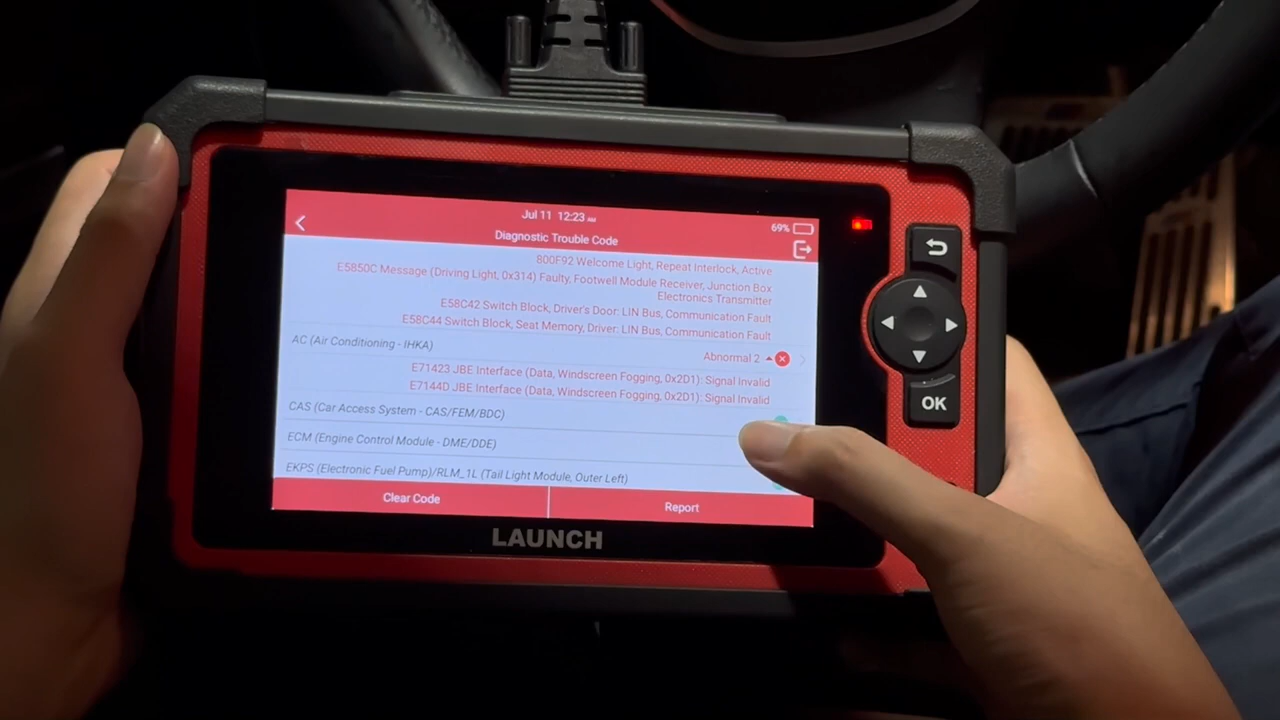 Jul 11 12:23 AM
69%
Diagnostic Trouble Code
800F92 Welcome Light, Repeat Interlock, Active
E5850C Message (Driving Light, 0x314) Faulty, Footwell Module Receiver, Junction Box
Electronics Transmitter
E58C42 Switch Block, Driver's Door: LIN Bus, Communication Fault
E58C44 Switch Block, Seat Memory, Driver: LIN Bus, Communication Fault
AC (Air Conditioning - IHKA)
Abnormal 2
E71423 JBE Interface (Data, Windscreen Fogging, 0x2D1): Signal Invalid
E7144D JBE Interface (Data, Windscreen Fogging, 0x2D1): Signal Invalid
CAS (Car Access System - CAS/FEM/BDC)
ECM (Engine Control Module - DME/DDE)
EKPS (Electronic Fuel Pump)/RLM_1L (Tail Light Module, Outer Left)
Clear Code
Report
OK
LAUNCH